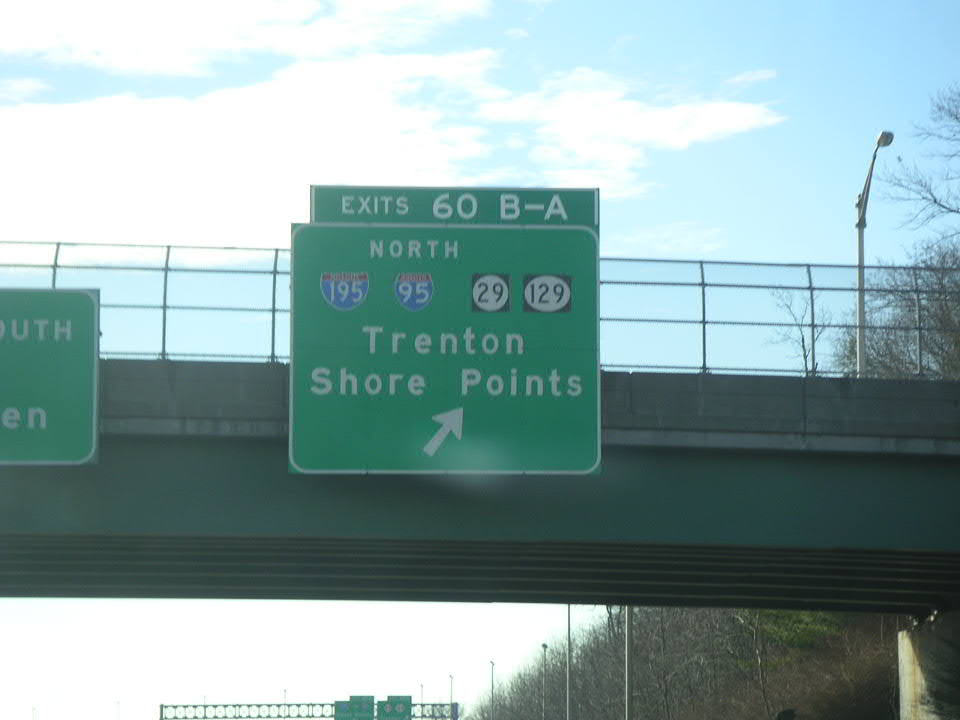 EXITS 60 B-A
NORTH
195 95 29 129
Trenton
Shore Points
OUTH
en